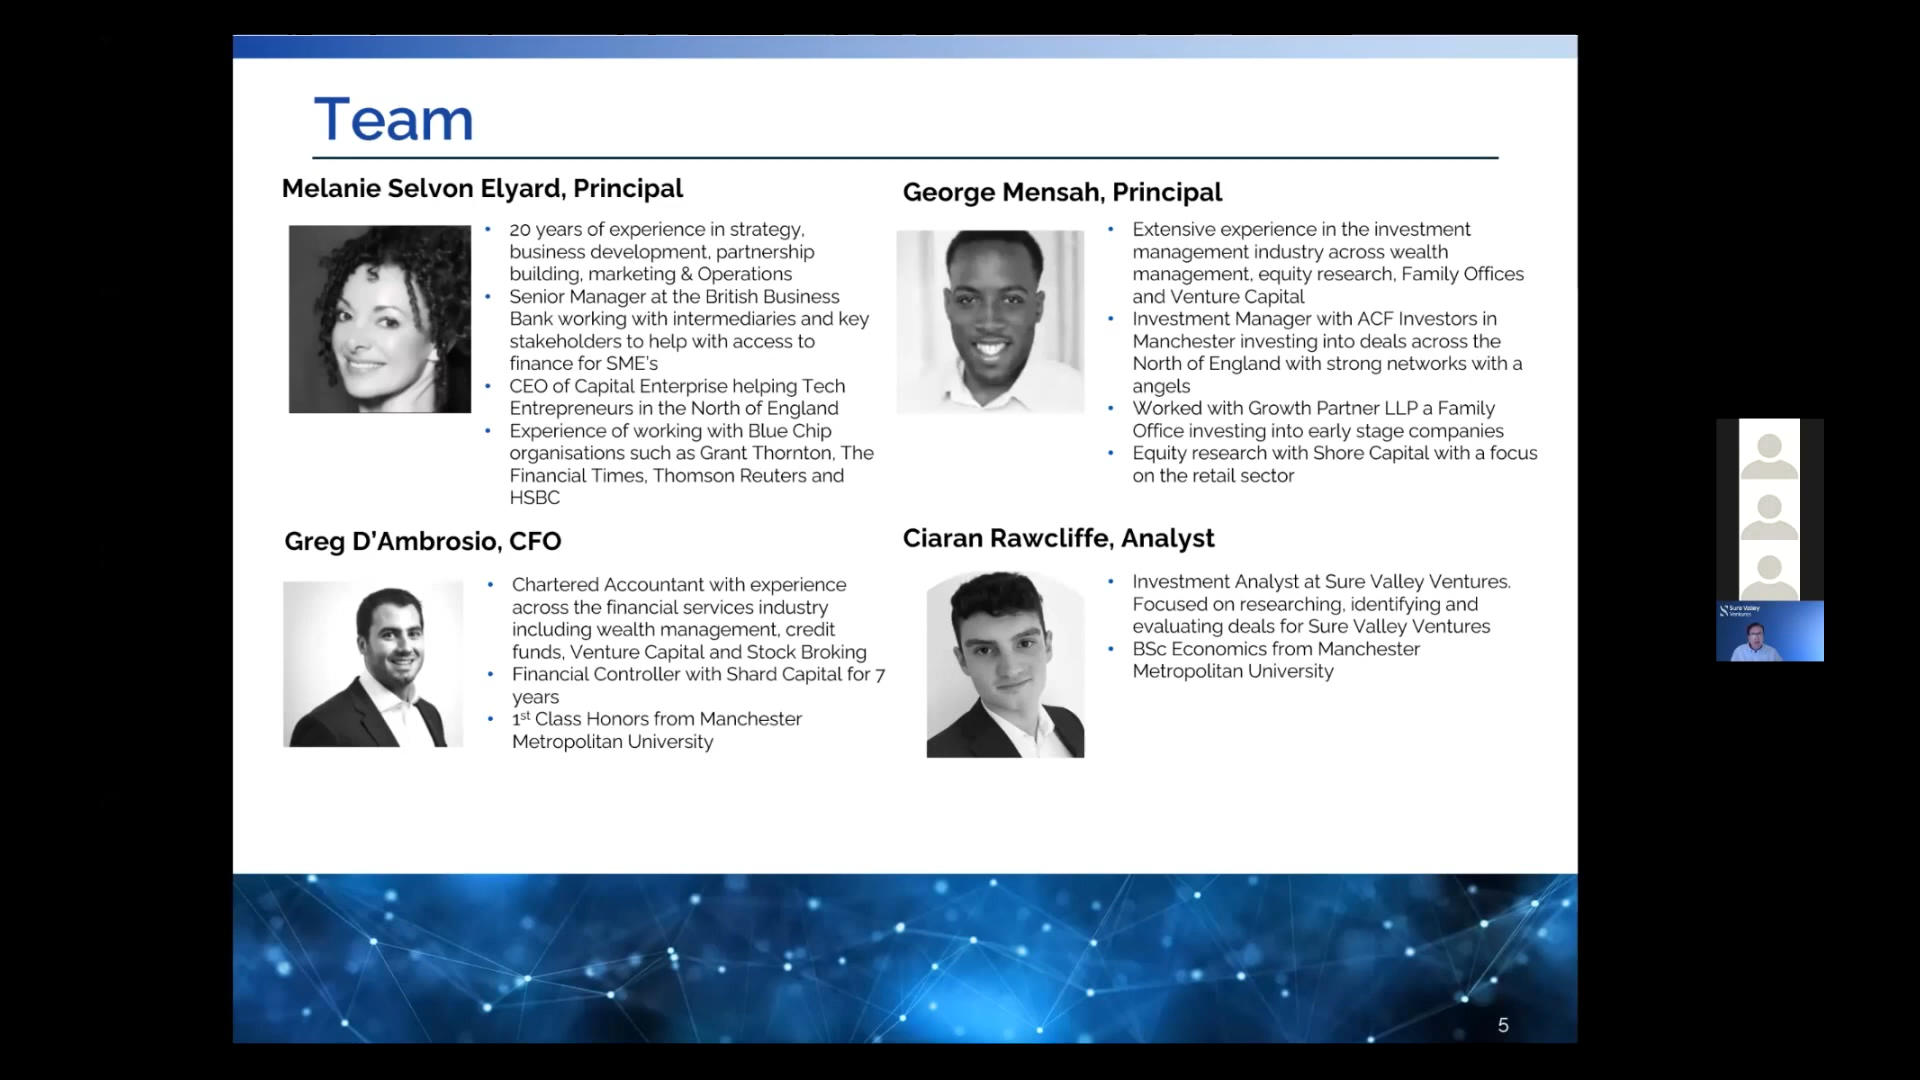 Team
Melanie Selvon Elyard, Principal
• 20 years of experience in strategy,
business development, partnership
building, marketing & Operations
• Senior Manager at the British Business
Bank working with intermediaries and key
stakeholders to help with access to
finance for SME's
• CEO of Capital Enterprise helping Tech
Entrepreneurs in the North of England
• Experience of working with Blue Chip
organisations such as Grant Thornton, The
Financial Times, Thomson Reuters and
HSBC
George Mensah, Principal
• Extensive experience in the investment
management industry across wealth
management, equity research, Family Offices
and Venture Capital
• Investment Manager with ACF Investors in
Manchester investing into deals across the
North of England with strong networks with a
angels
• Worked with Growth Partner LLP a Family
Office investing into early stage companies
• Equity research with Shore Capital with a focus
on the retail sector
Greg D'Ambrosio, CFO
• Chartered Accountant with experience
across the financial services industry
including wealth management, credit
funds, Venture Capital and Stock Broking
• Financial Controller with Shard Capital for 7
years
• 1st Class Honors from Manchester
Metropolitan University
Ciaran Rawcliffe, Analyst
• Investment Analyst at Sure Valley Ventures.
Focused on researching, identifying and
evaluating deals for Sure Valley Ventures
• BSc Economics from Manchester
Metropolitan University
5
Sure Valley
Ventures